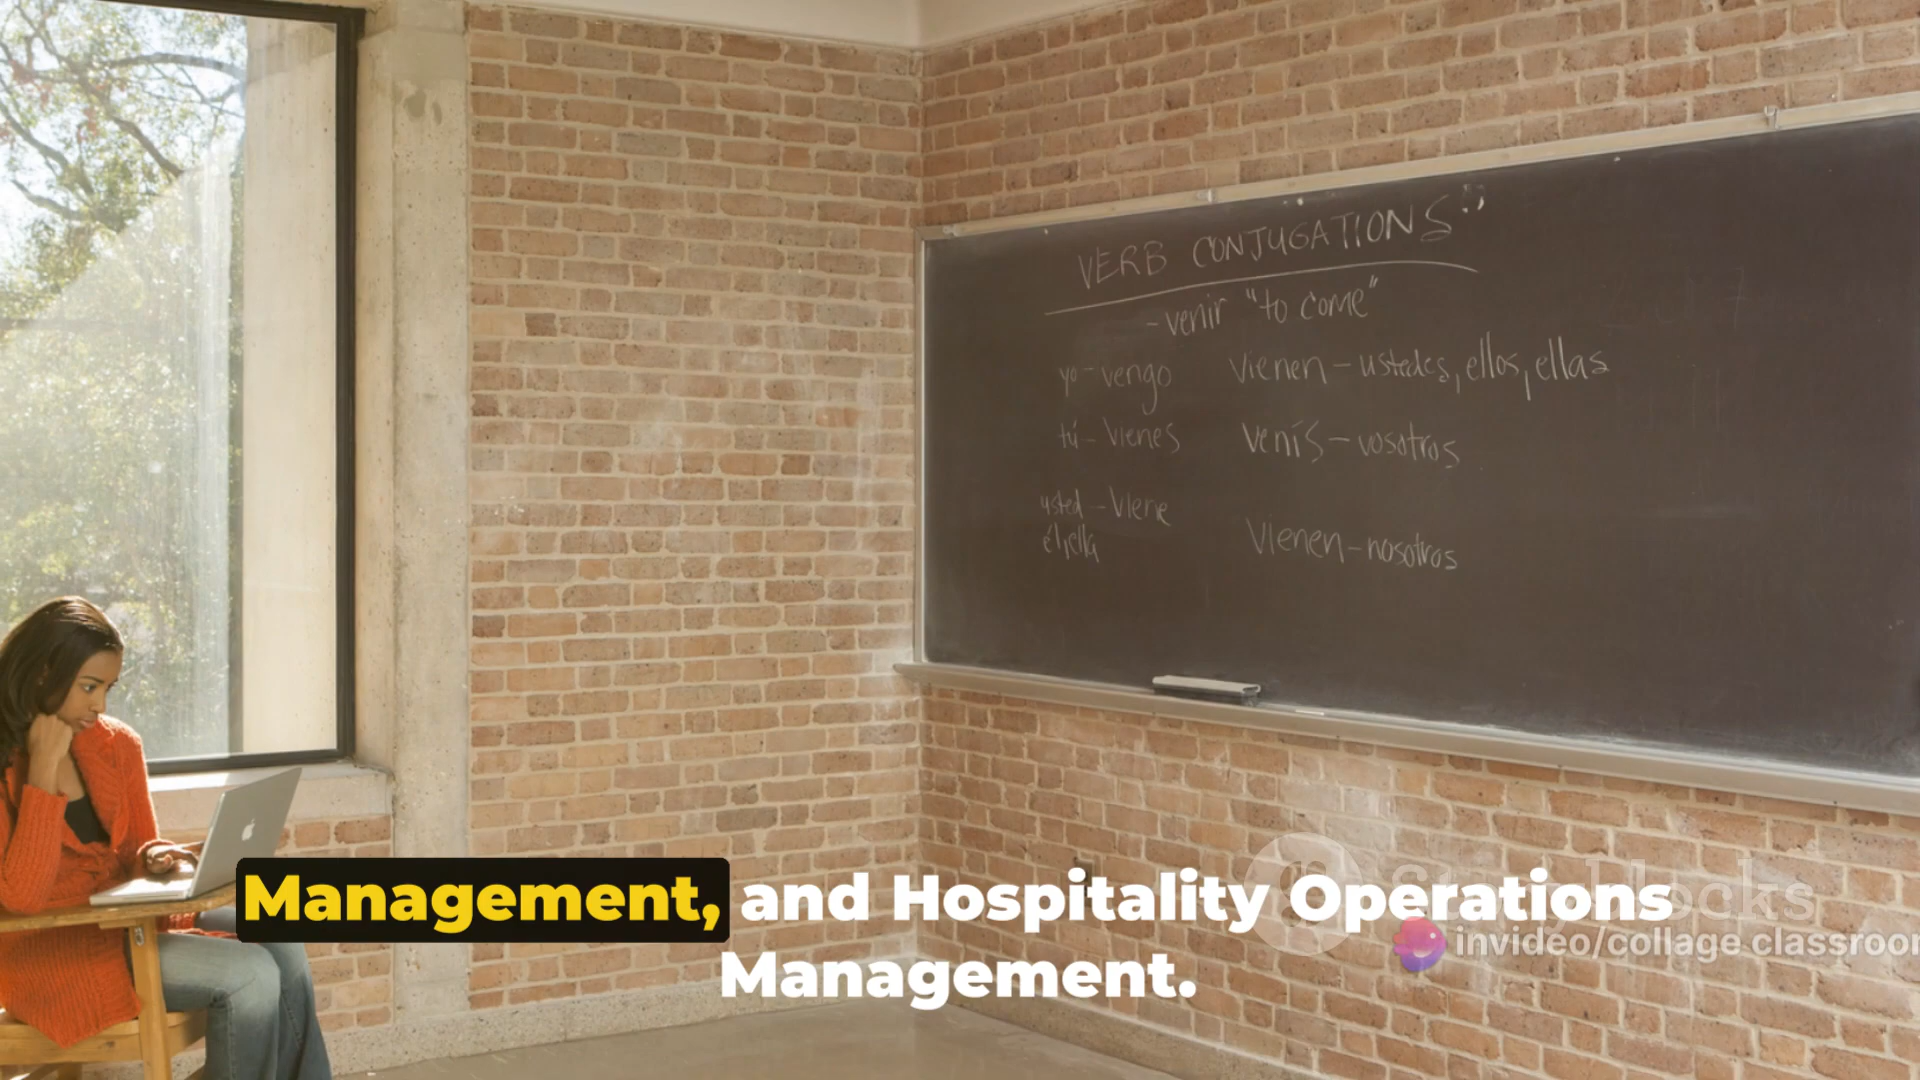 VERB CONJUGATIONS
-venir "to come"
yo - vengo
vienen - ustedes, ellos, ellas
tú - vienes
venís - vosotros
usted - viene
él, ella
vienen - nosotros
Management, and Hospitality Operations
Management.
Storyblocks
invideo/collage classroom